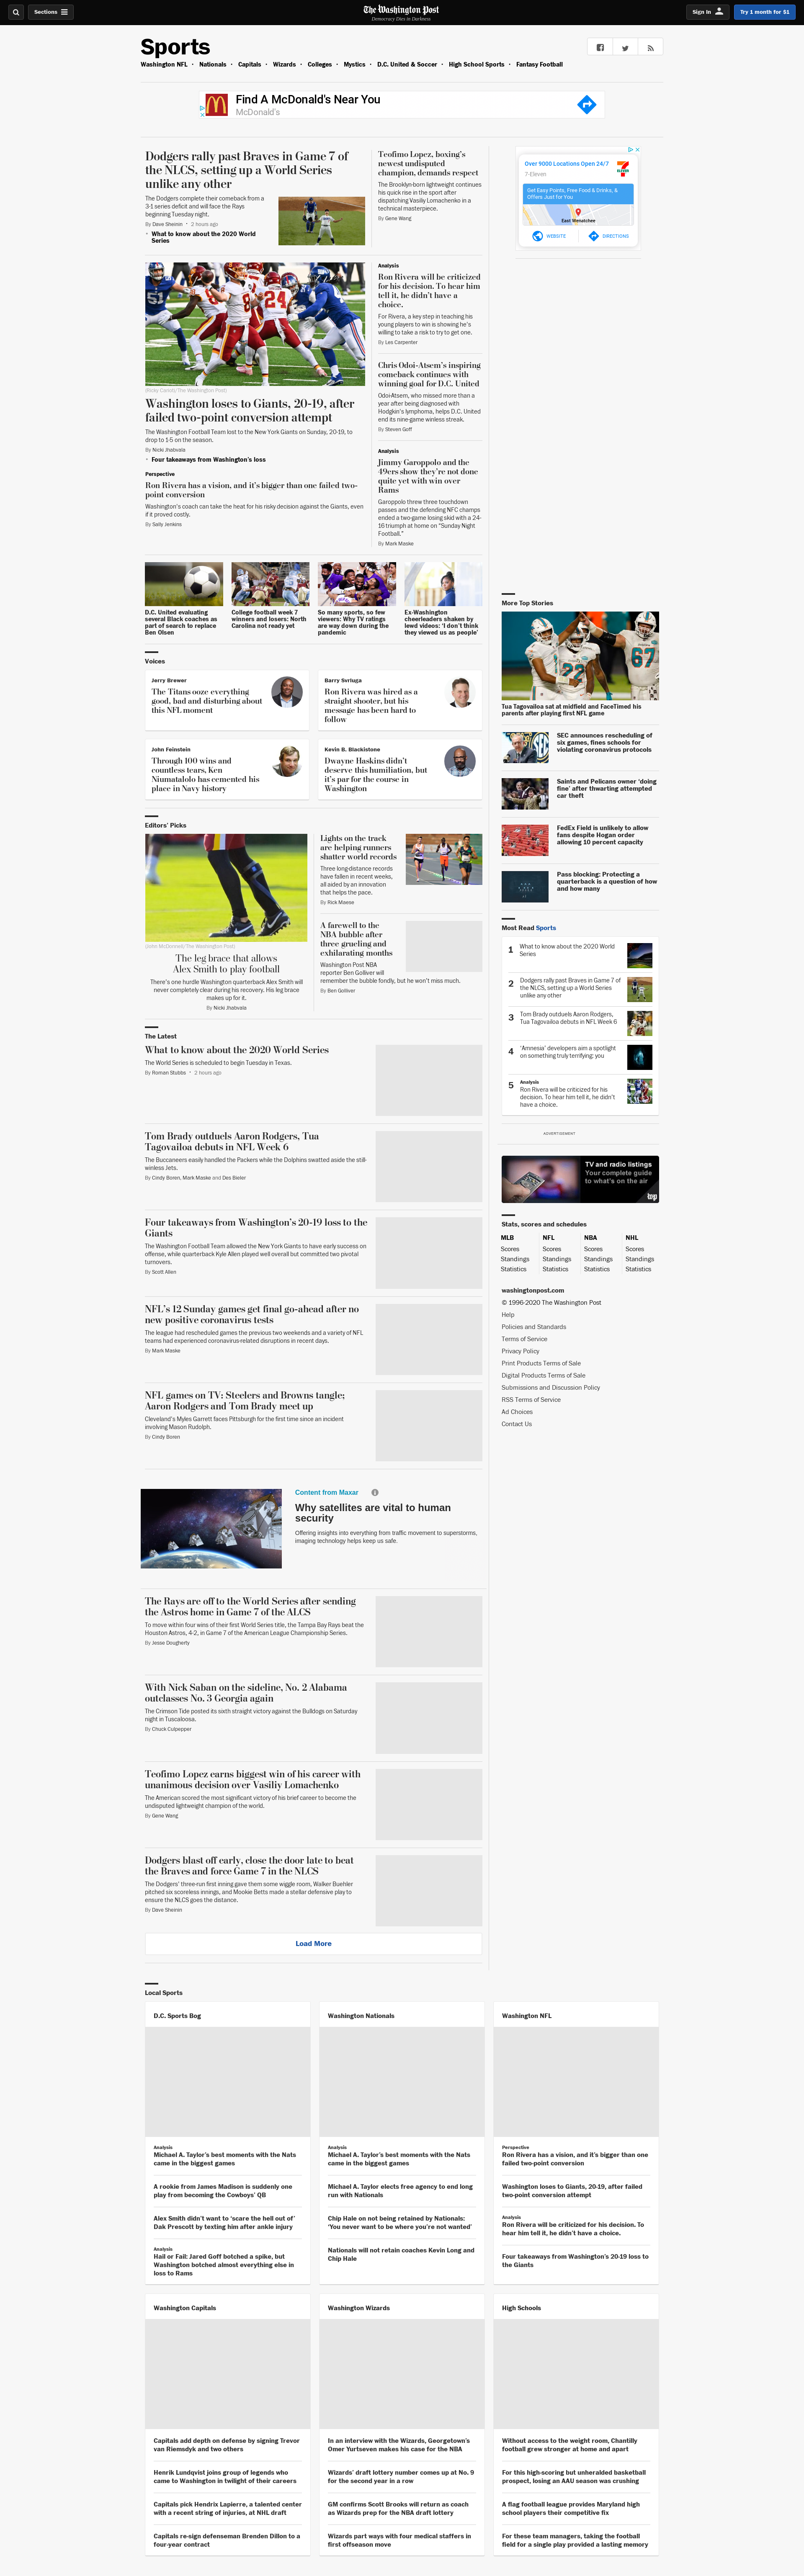 Sections
The Washington Post
Democracy Dies in Darkness
Sign In
Try 1 month for $1
Sports
Washington NFL • Nationals • Capitals • Wizards • Colleges • Mystics • D.C. United & Soccer • High School Sports • Fantasy Football
Find A McDonald's Near You
McDonald's
Dodgers rally past Braves in Game 7 of
the NLCS, setting up a World Series
unlike any other
The Dodgers complete their comeback from a
3-1 series deficit and will face the Rays
beginning Tuesday night.
By Dave Sheinin • 2 hours ago
• What to know about the 2020 World
Series
Teofimo Lopez, boxing's
newest undisputed
champion, demands respect
The Brooklyn-born lightweight continues
his quick rise in the sport after
dispatching Vasiliy Lomachenko in a
technical masterpiece.
By Gene Wang
Over 9000 Locations Open 24/7
7-Eleven
Get Easy Points, Free Food & Drinks, &
Offers Just for You
East Wenatchee
WEBSITE
DIRECTIONS
(Ricky Carioti/The Washington Post)
Washington loses to Giants, 20-19, after
failed two-point conversion attempt
The Washington Football Team lost to the New York Giants on Sunday, 20-19, to
drop to 1-5 on the season.
By Nicki Jhabvala
• Four takeaways from Washington's loss
Perspective
Ron Rivera has a vision, and it's bigger than one failed two-
point conversion
Washington's coach can take the heat for his risky decision against the Giants, even
if it proved costly.
By Sally Jenkins
Analysis
Ron Rivera will be criticized
for his decision. To hear him
tell it, he didn't have a
choice.
For Rivera, a key step in teaching his
young players to win is showing he's
willing to take a risk to try to get one.
By Les Carpenter
Chris Odoi-Atsem's inspiring
comeback continues with
winning goal for D.C. United
Odoi-Atsem, who missed more than a
year after being diagnosed with
Hodgkin's lymphoma, helps D.C. United
end its nine-game winless streak.
By Steven Goff
Analysis
Jimmy Garoppolo and the
49ers show they're not done
quite yet with win over
Rams
Garoppolo threw three touchdown
passes and the defending NFC champs
ended a two-game losing skid with a 24-
16 triumph at home on "Sunday Night
Football."
By Mark Maske
D.C. United evaluating
several Black coaches as
part of search to replace
Ben Olsen
College football week 7
winners and losers: North
Carolina not ready yet
So many sports, so few
viewers: Why TV ratings
are way down during the
pandemic
Ex-Washington
cheerleaders shaken by
lewd videos: 'I don't think
they viewed us as people'
Voices
Jerry Brewer
The Titans ooze everything
good, bad and disturbing about
this NFL moment
Barry Svrluga
Ron Rivera was hired as a
straight shooter, but his
message has been hard to
follow
John Feinstein
Through 100 wins and
countless tears, Ken
Niumatalolo has cemented his
place in Navy history
Kevin B. Blackistone
Dwayne Haskins didn't
deserve this humiliation, but
it's par for the course in
Washington
Editors' Picks
(John McDonnell/The Washington Post)
The leg brace that allows
Alex Smith to play football
There's one hurdle Washington quarterback Alex Smith will
never completely clear during his recovery. His leg brace
makes up for it.
By Nicki Jhabvala
Lights on the track
are helping runners
shatter world records
Three long-distance records
have fallen in recent weeks,
all aided by an innovation
that helps the pace.
By Rick Maese
A farewell to the
NBA bubble after
three grueling and
exhilarating months
Washington Post NBA
reporter Ben Golliver will
remember the bubble fondly, but he won't miss much.
By Ben Golliver
The Latest
What to know about the 2020 World Series
The World Series is scheduled to begin Tuesday in Texas.
By Roman Stubbs • 2 hours ago
Tom Brady outduels Aaron Rodgers, Tua
Tagovailoa debuts in NFL Week 6
The Buccaneers easily handled the Packers while the Dolphins swatted aside the still-
winless Jets.
By Cindy Boren, Mark Maske and Des Bieler
Four takeaways from Washington's 20-19 loss to the
Giants
The Washington Football Team allowed the New York Giants to have early success on
offense, while quarterback Kyle Allen played well overall but committed two pivotal
turnovers.
By Scott Allen
NFL's 12 Sunday games get final go-ahead after no
new positive coronavirus tests
The league had rescheduled games the previous two weekends and a variety of NFL
teams had experienced coronavirus-related disruptions in recent days.
By Mark Maske
NFL games on TV: Steelers and Browns tangle;
Aaron Rodgers and Tom Brady meet up
Cleveland's Myles Garrett faces Pittsburgh for the first time since an incident
involving Mason Rudolph.
By Cindy Boren
Content from Maxar
Why satellites are vital to human
security
Offering insights into everything from traffic movement to superstorms,
imaging technology helps keep us safe.
The Rays are off to the World Series after sending
the Astros home in Game 7 of the ALCS
To move within four wins of their first World Series title, the Tampa Bay Rays beat the
Houston Astros, 4-2, in Game 7 of the American League Championship Series.
By Jesse Dougherty
With Nick Saban on the sideline, No. 2 Alabama
outclasses No. 3 Georgia again
The Crimson Tide posted its sixth straight victory against the Bulldogs on Saturday
night in Tuscaloosa.
By Chuck Culpepper
Teofimo Lopez earns biggest win of his career with
unanimous decision over Vasiliy Lomachenko
The American scored the most significant victory of his brief career to become the
undisputed lightweight champion of the world.
By Gene Wang
Dodgers blast off early, close the door late to beat
the Braves and force Game 7 in the NLCS
The Dodgers' three-run first inning gave them some wiggle room, Walker Buehler
pitched six scoreless innings, and Mookie Betts made a stellar defensive play to
ensure the NLCS goes the distance.
By Dave Sheinin
Load More
More Top Stories
Tua Tagovailoa sat at midfield and FaceTimed his
parents after playing first NFL game
SEC announces rescheduling of
six games, fines schools for
violating coronavirus protocols
Saints and Pelicans owner 'doing
fine' after thwarting attempted
car theft
FedEx Field is unlikely to allow
fans despite Hogan order
allowing 10 percent capacity
Pass blocking: Protecting a
quarterback is a question of how
and how many
Most Read Sports
1 What to know about the 2020 World
Series
2 Dodgers rally past Braves in Game 7 of
the NLCS, setting up a World Series
unlike any other
3 Tom Brady outduels Aaron Rodgers,
Tua Tagovailoa debuts in NFL Week 6
4 'Amnesia' developers aim a spotlight
on something truly terrifying: you
5 Analysis
Ron Rivera will be criticized for his
decision. To hear him tell it, he didn't
have a choice.
ADVERTISEMENT
TV and radio listings
Your complete guide
to what's on the air
wp
Stats, scores and schedules
MLB NFL NBA NHL
Scores Scores Scores Scores
Standings Standings Standings Standings
Statistics Statistics Statistics Statistics
washingtonpost.com
© 1996-2020 The Washington Post
Help
Policies and Standards
Terms of Service
Privacy Policy
Print Products Terms of Sale
Digital Products Terms of Sale
Submissions and Discussion Policy
RSS Terms of Service
Ad Choices
Contact Us
Local Sports
D.C. Sports Bog
Analysis
Michael A. Taylor's best moments with the Nats
came in the biggest games
A rookie from James Madison is suddenly one
play from becoming the Cowboys' QB
Alex Smith didn't want to 'scare the hell out of'
Dak Prescott by texting him after ankle injury
Analysis
Hail or Fail: Jared Goff botched a spike, but
Washington botched almost everything else in
loss to Rams
Washington Nationals
Analysis
Michael A. Taylor's best moments with the Nats
came in the biggest games
Michael A. Taylor elects free agency to end long
run with Nationals
Chip Hale on not being retained by Nationals:
'You never want to be where you're not wanted'
Nationals will not retain coaches Kevin Long and
Chip Hale
Washington NFL
Perspective
Ron Rivera has a vision, and it's bigger than one
failed two-point conversion
Washington loses to Giants, 20-19, after failed
two-point conversion attempt
Analysis
Ron Rivera will be criticized for his decision. To
hear him tell it, he didn't have a choice.
Four takeaways from Washington's 20-19 loss to
the Giants
Washington Capitals
Capitals add depth on defense by signing Trevor
van Riemsdyk and two others
Henrik Lundqvist joins group of legends who
came to Washington in twilight of their careers
Capitals pick Hendrix Lapierre, a talented center
with a recent string of injuries, at NHL draft
Capitals re-sign defenseman Brenden Dillon to a
four-year contract
Washington Wizards
In an interview with the Wizards, Georgetown's
Omer Yurtseven makes his case for the NBA
Wizards' draft lottery number comes up at No. 9
for the second year in a row
GM confirms Scott Brooks will return as coach
as Wizards prep for the NBA draft lottery
Wizards part ways with four medical staffers in
first offseason move
High Schools
Without access to the weight room, Chantilly
football grew stronger at home and apart
For this high-scoring but unheralded basketball
prospect, losing an AAU season was crushing
A flag football league provides Maryland high
school players their competitive fix
For these team managers, taking the football
field for a single play provided a lasting memory